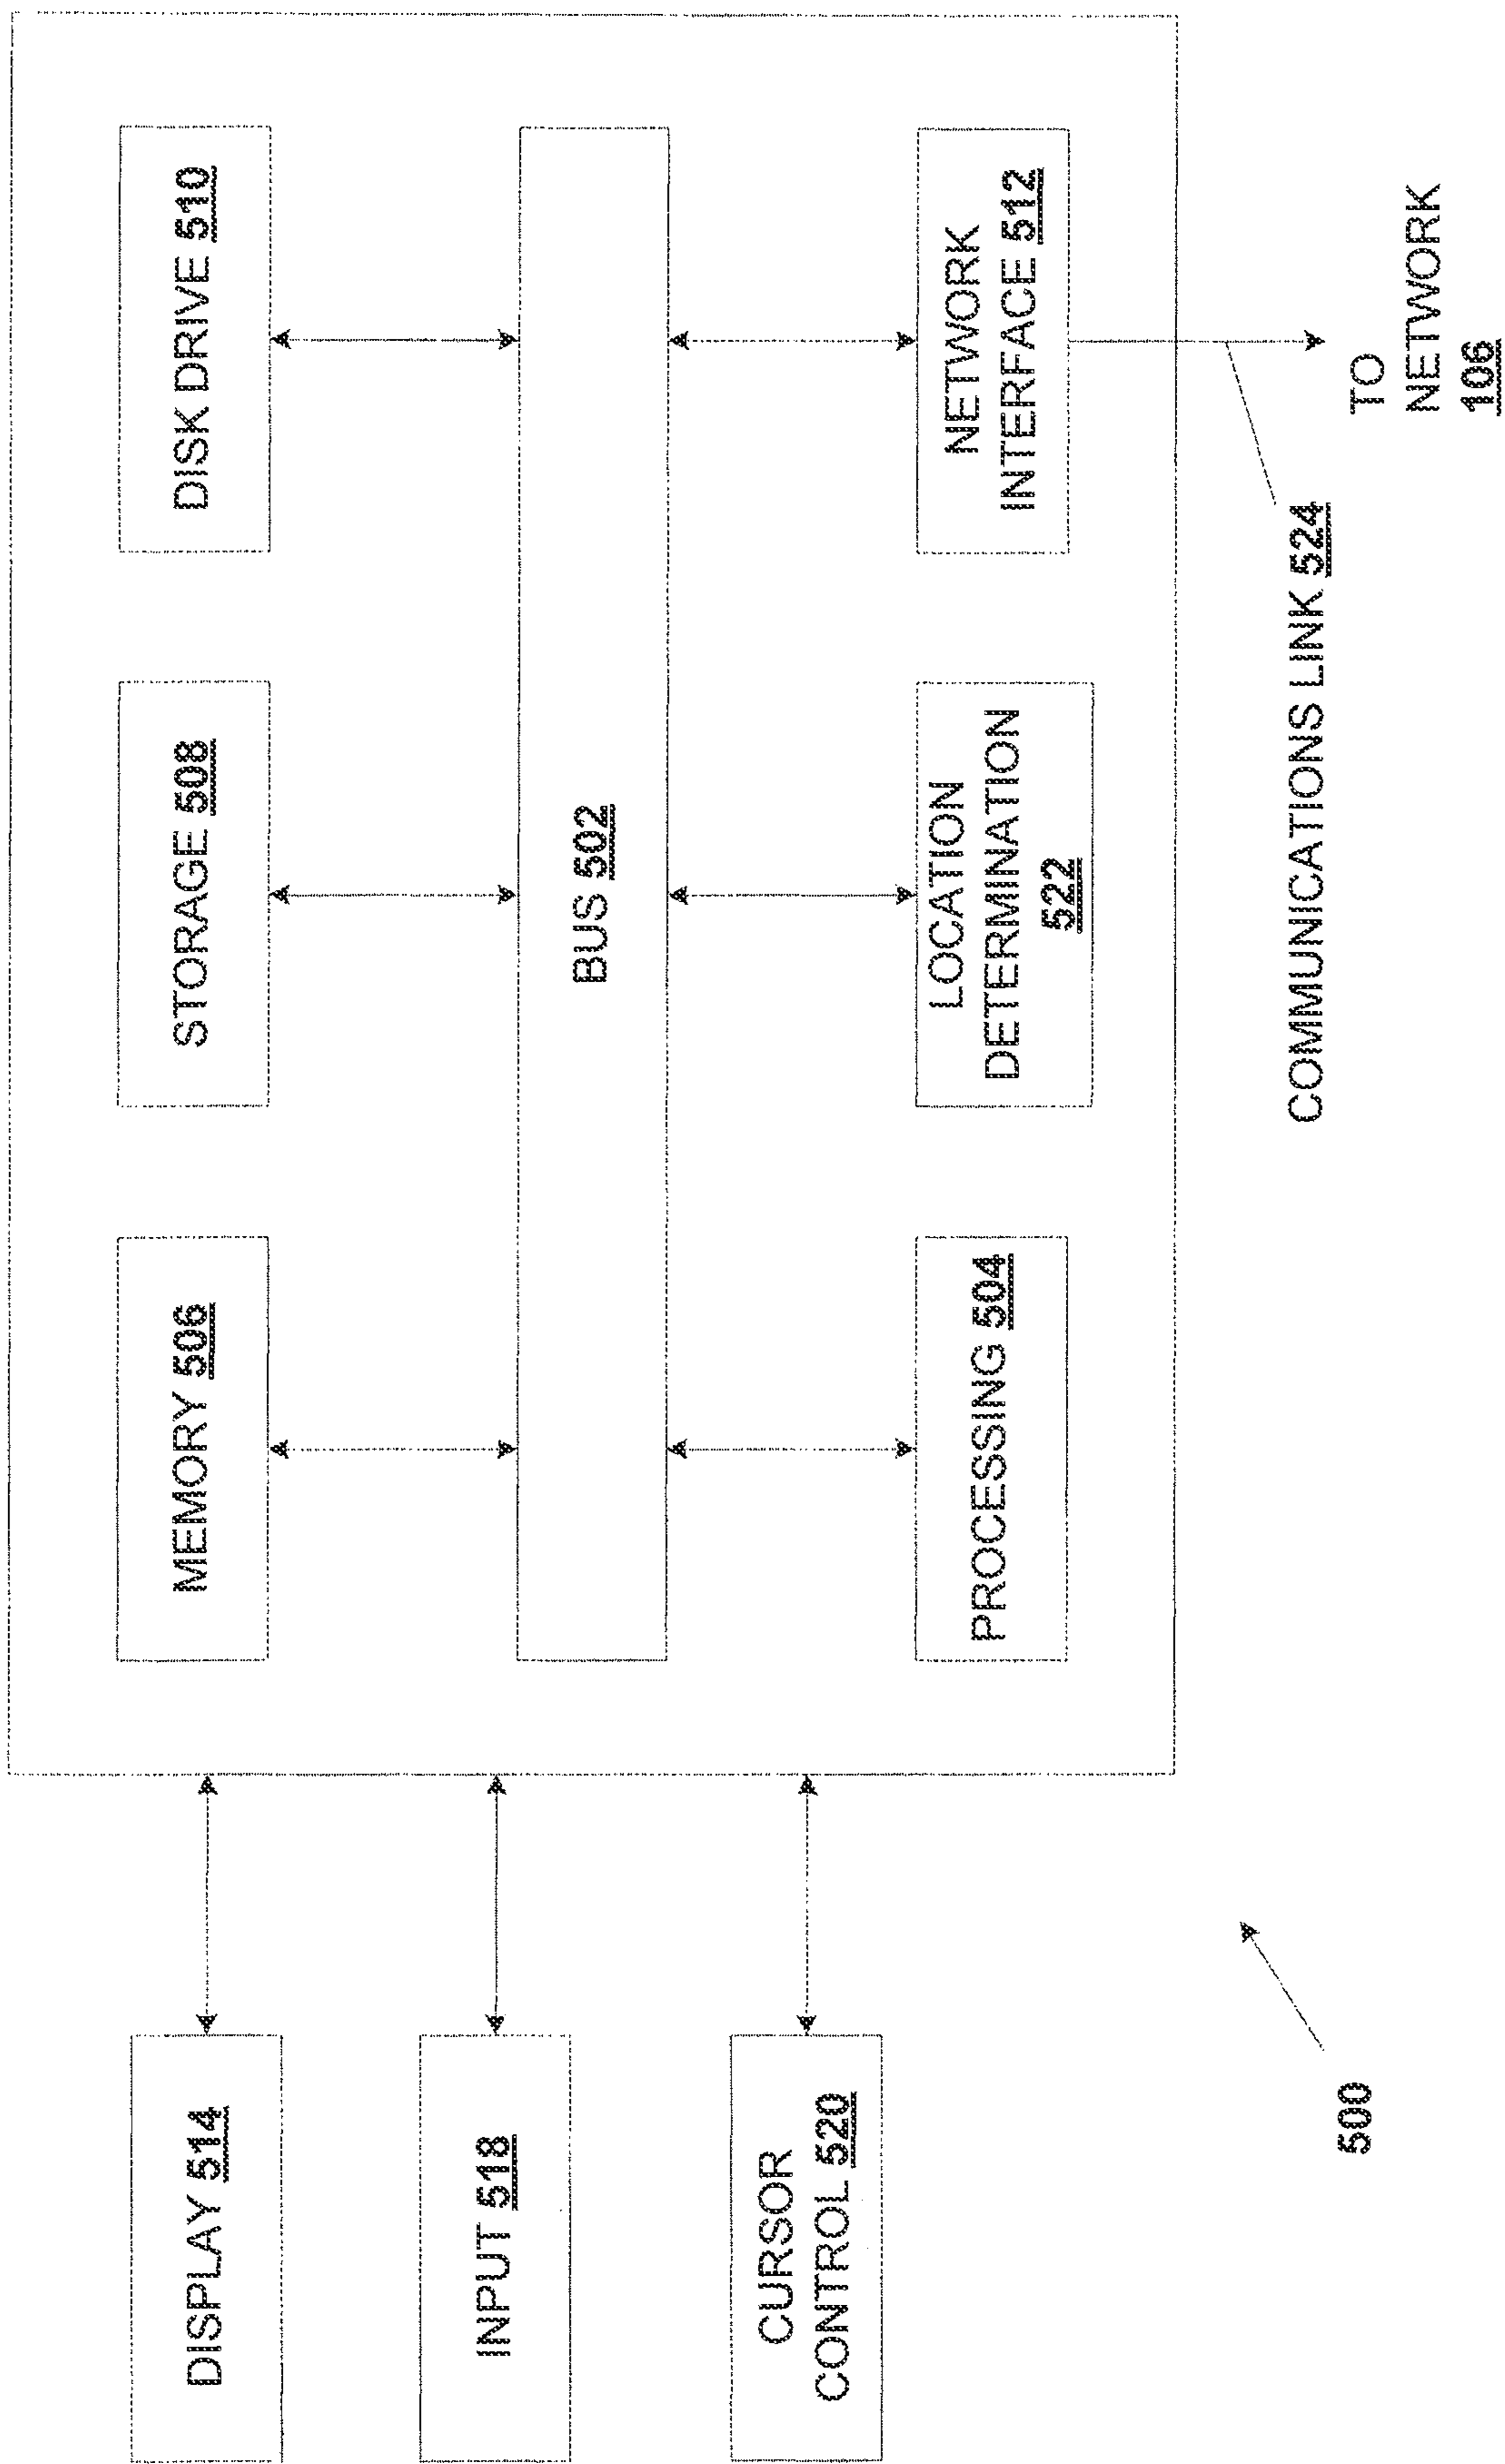 DISPLAY 514
INPUT 518
CURSOR
CONTROL 520
MEMORY 506
STORAGE 508
DISK DRIVE 510
BUS 502
PROCESSING 504
LOCATION
DETERMINATION
522
NETWORK
INTERFACE 512
COMMUNICATIONS LINK 524
TO
NETWORK
106
500